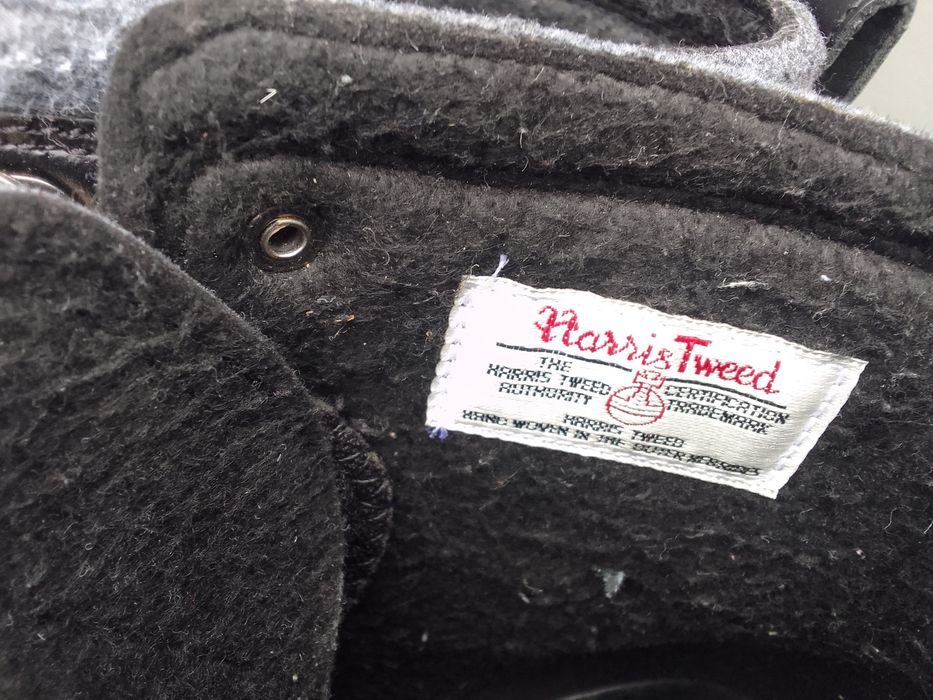 Harris Tweed
THE
HARRIS TWEED
AUTHORITY
CERTIFICATION
TRADEMARK
HARRIS TWEED
HAND WOVEN IN THE OUTER HEBRIDES